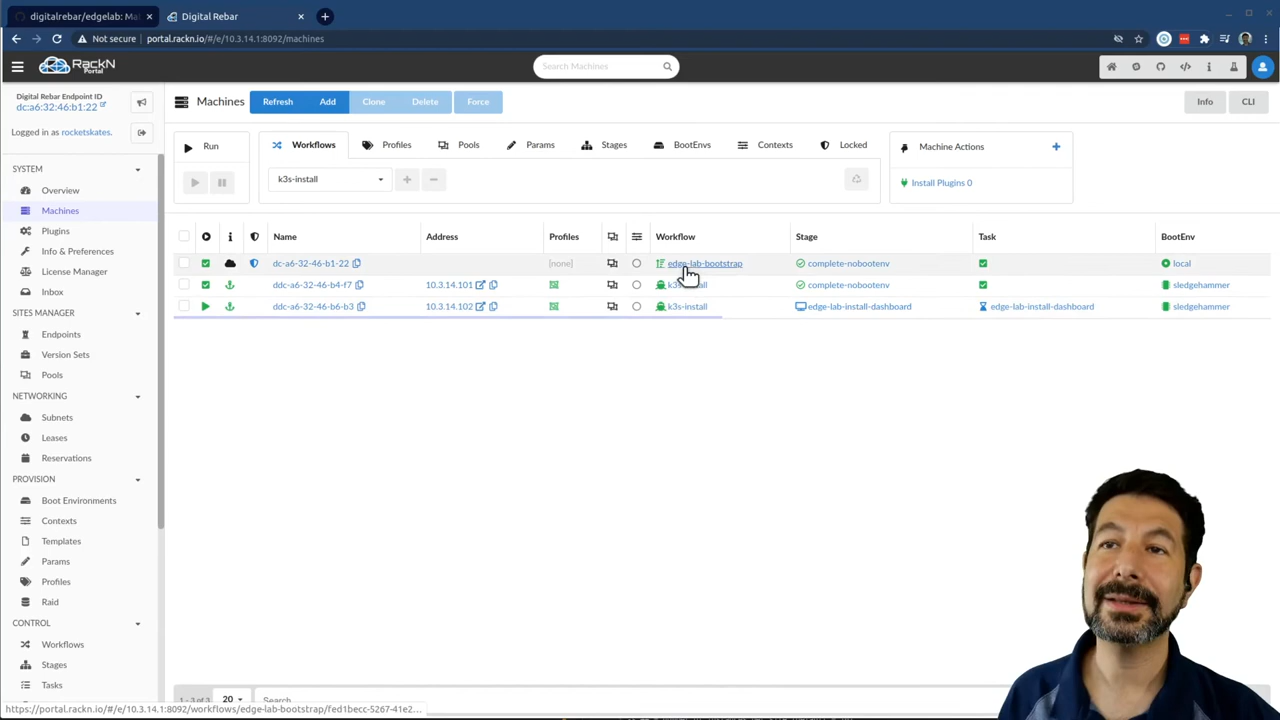 digitalrebar/edgelab: Ma
Digital Rebar
Not secure
portal.rackn.io/#/e/10.3.14.1:8092/machines
RackN
PORTAL
Search Machines
Digital Rebar Endpoint ID
dc:a6:32:46:b1:22
Logged in as rocketskates.
Machines
Refresh
Add
Clone
Delete
Force
Info
CLI
Run
Workflows
Profiles
Pools
Params
Stages
BootEnvs
Contexts
Locked
Machine Actions
k3s-install
Install Plugins 0
SYSTEM
Overview
Machines
Plugins
Info & Preferences
License Manager
Inbox
SITES MANAGER
Endpoints
Version Sets
Pools
NETWORKING
Subnets
Leases
Reservations
PROVISION
Boot Environments
Contexts
Templates
Params
Profiles
Raid
CONTROL
Workflows
Stages
Tasks
Name Address Profiles Workflow Stage Task BootEnv
dc-a6-32-46-b1-22 [none] edge-lab-bootstrap complete-nobootenv local
ddc-a6-32-46-b4-f7 10.3.14.101 k3s-install complete-nobootenv sledgehammer
ddc-a6-32-46-b6-b3 10.3.14.102 k3s-install edge-lab-install-dashboard edge-lab-install-dashboard sledgehammer
1 - 3 of 3
20
Search
https://portal.rackn.io/#/e/10.3.14.1:8092/workflows/edge-lab-bootstrap/fed1becc-5267-41e2...